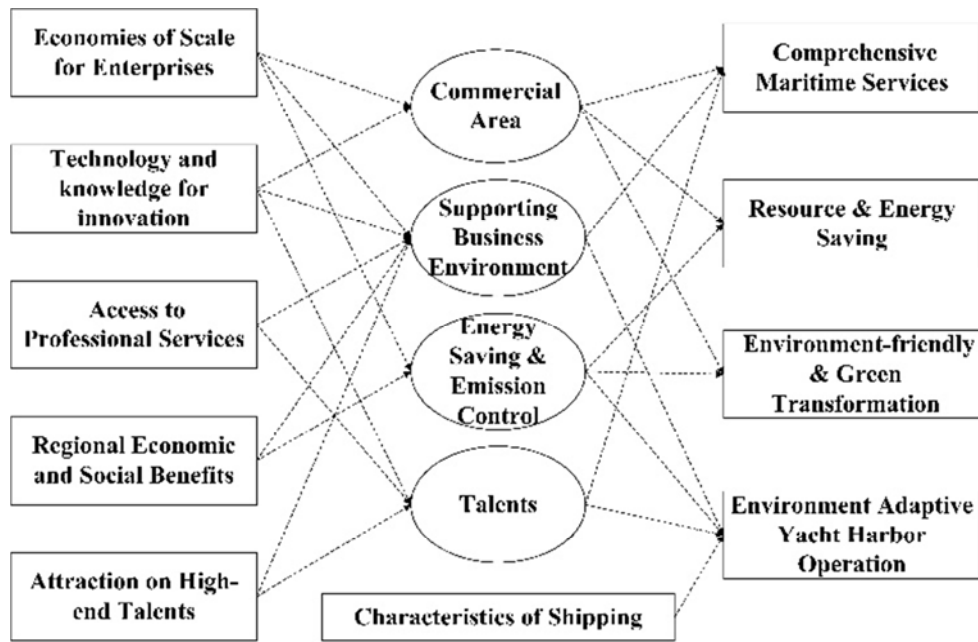 Economies of Scale
for Enterprises
Technology and
knowledge for
innovation
Access to
Professional Services
Regional Economic
and Social Benefits
Attraction on High-
end Talents
Commercial
Area
Supporting
Business
Environment
Energy
Saving &
Emission
Control
Talents
Characteristics of Shipping
Comprehensive
Maritime Services
Resource & Energy
Saving
Environment-friendly
& Green
Transformation
Environment Adaptive
Yacht Harbor
Operation